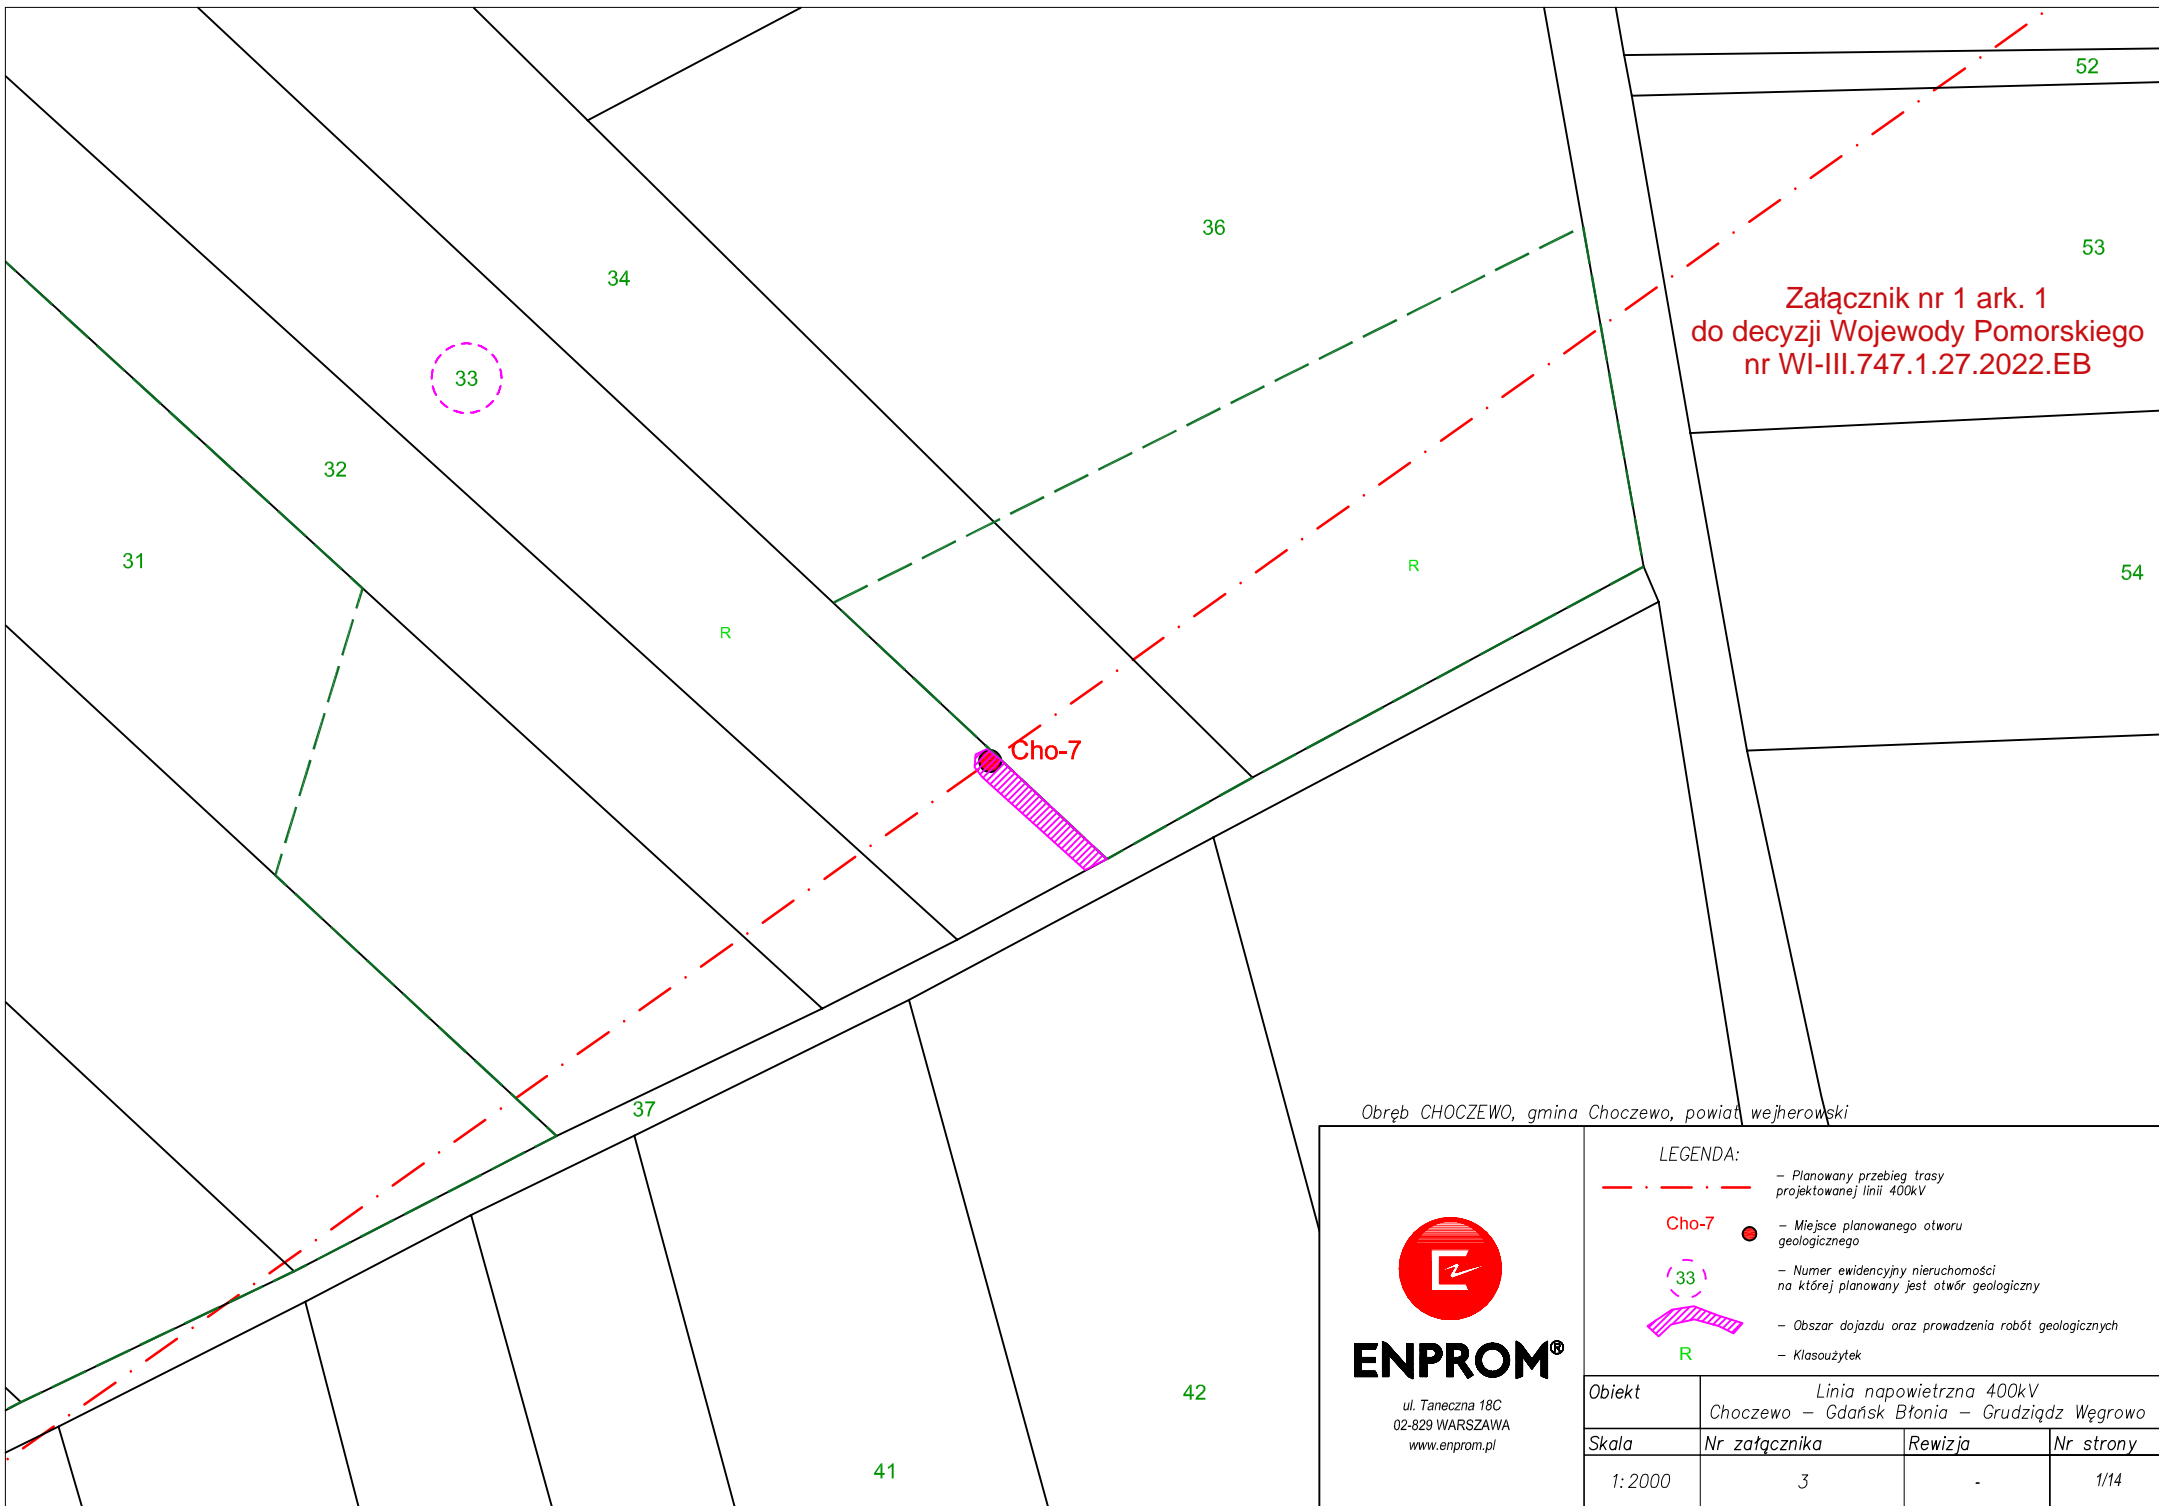 52
36
53
34
Załącznik nr 1 ark. 1
do decyzji Wojewody Pomorskiego
nr WI-III.747.1.27.2022.EB
33
32
31
R
54
R
Cho-7
37
42
41
Obręb CHOCZEWO, gmina Choczewo, powiat wejherowski
LEGENDA:
– Planowany przebieg trasy
projektowanej linii 400kV
Cho-7
– Miejsce planowanego otworu
geologicznego
33
– Numer ewidencyjny nieruchomości
na której planowany jest otwór geologiczny
– Obszar dojazdu oraz prowadzenia robót geologicznych
R
– Klasoużytek
ENPROM®
ul. Taneczna 18C
02-829 WARSZAWA
www.enprom.pl
Obiekt
Linia napowietrzna 400kV
Choczewo – Gdańsk Błonia – Grudziądz Węgrowo
Skala Nr załącznika Rewizja Nr strony
1:2000 3 - 1/14